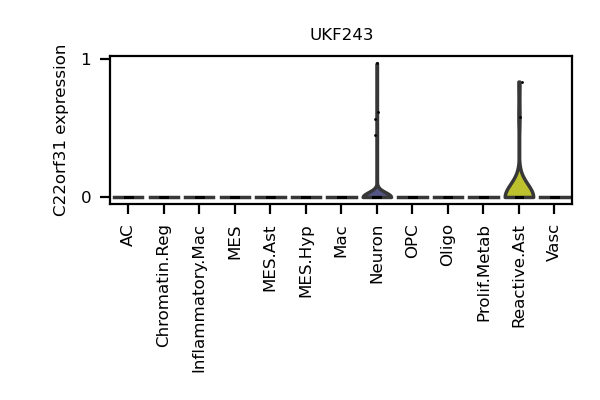 UKF243
C22orf31 expression
1
0
AC
Chromatin.Reg
Inflammatory.Mac
MES
MES.Ast
MES.Hyp
Mac
Neuron
OPC
Oligo
Prolif.Metab
Reactive.Ast
Vasc